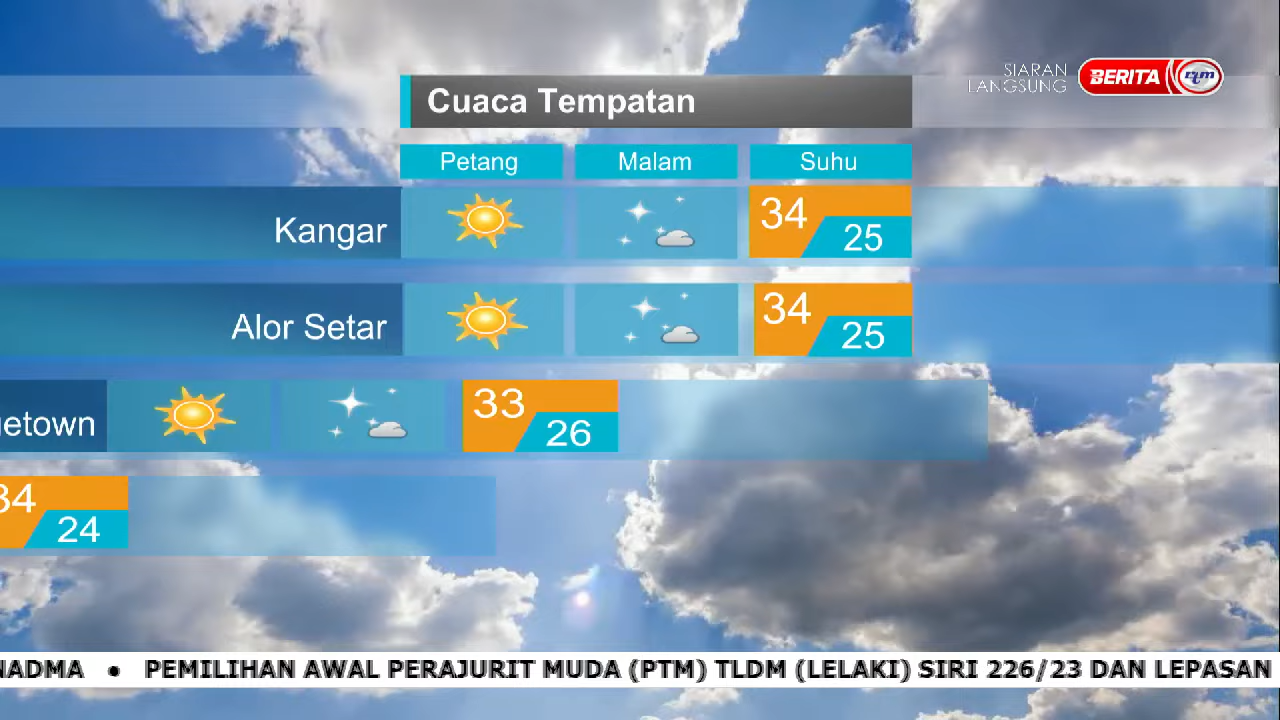 SIARAN
LANGSUNG
BERITA rtm
Cuaca Tempatan
Petang Malam Suhu
Kangar 34 25
Alor Setar 34 25
getown 33 26
34 24
NADMA • PEMILIHAN AWAL PERAJURIT MUDA (PTM) TLDM (LELAKI) SIRI 226/23 DAN LEPASAN